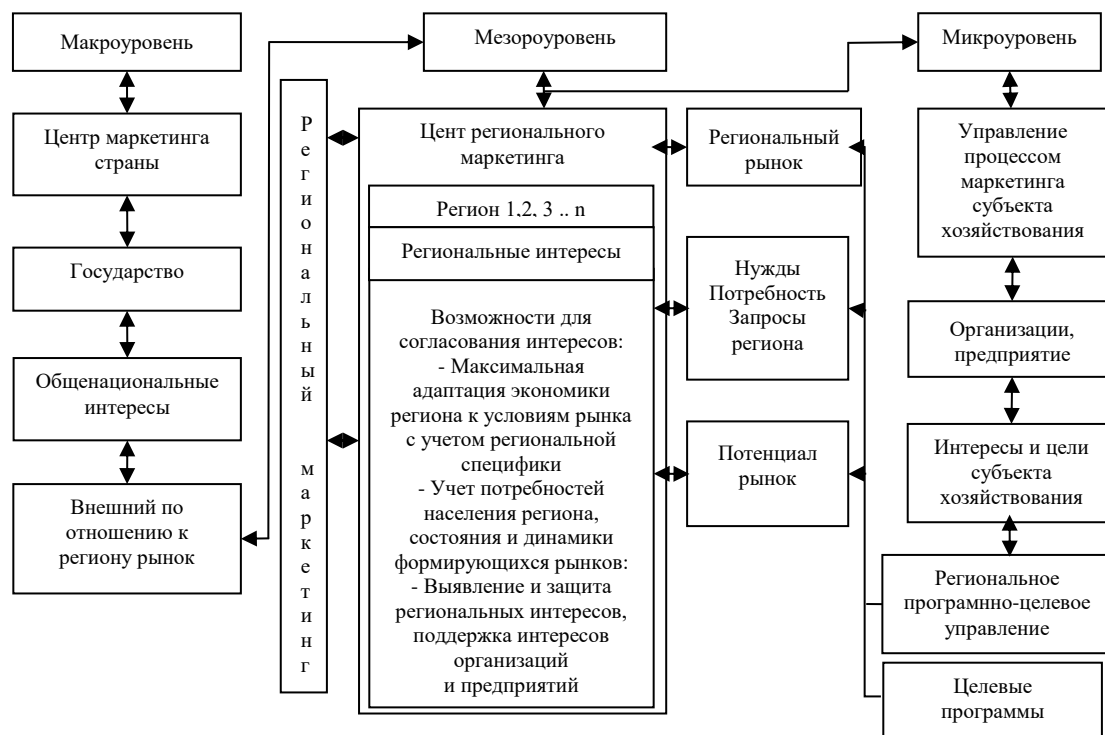 Макроуровень
Центр маркетинга
страны
Государство
Общенациональные
интересы
Внешний по
отношению к
региону рынок
Региональный
маркетинг
Мезороуровень
Цент регионального
маркетинга
Регион 1,2, 3 .. n
Региональные интересы
Возможности для
согласования интересов:
- Максимальная
адаптация экономики
региона к условиям рынка
с учетом региональной
специфики
- Учет потребностей
населения региона,
состояния и динамики
формирующихся рынков:
- Выявление и защита
региональных интересов,
поддержка интересов
организаций
и предприятий
Региональный
рынок
Нужды
Потребность
Запросы
региона
Потенциал
рынок
Микроуровень
Управление
процессом
маркетинга
субъекта
хозяйствования
Организации,
предприятие
Интересы и цели
субъекта
хозяйствования
Региональное
програмнно-целевое
управление
Целевые
программы